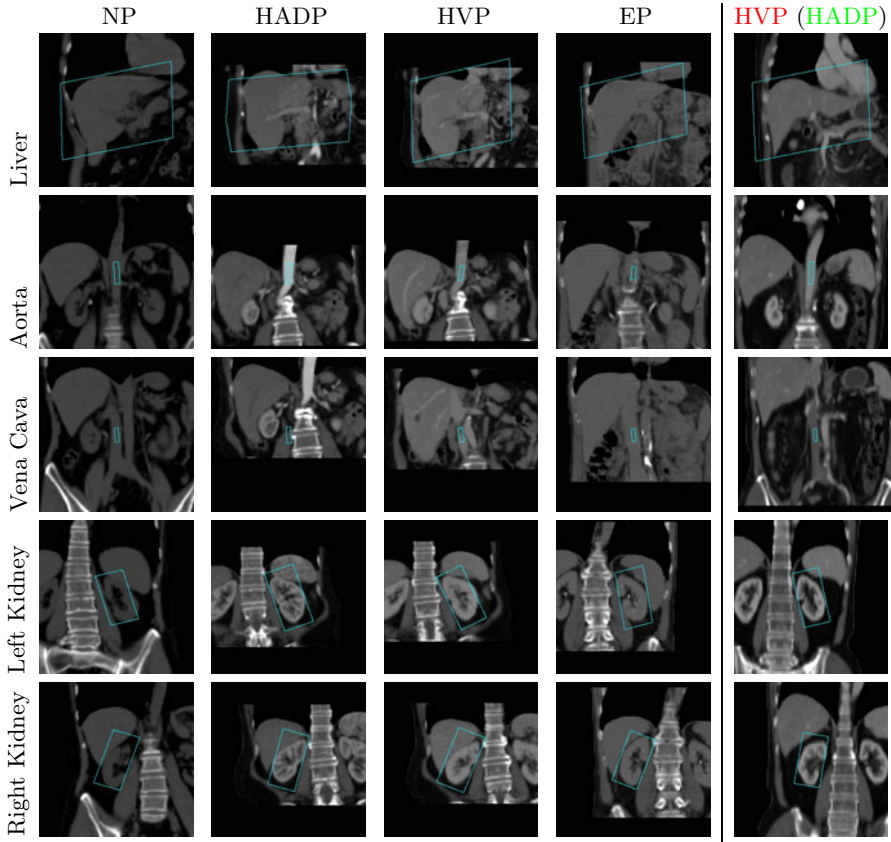 NP HADP HVP EP HVP (HADP)
Liver
Aorta
Vena Cava
Left Kidney
Right Kidney